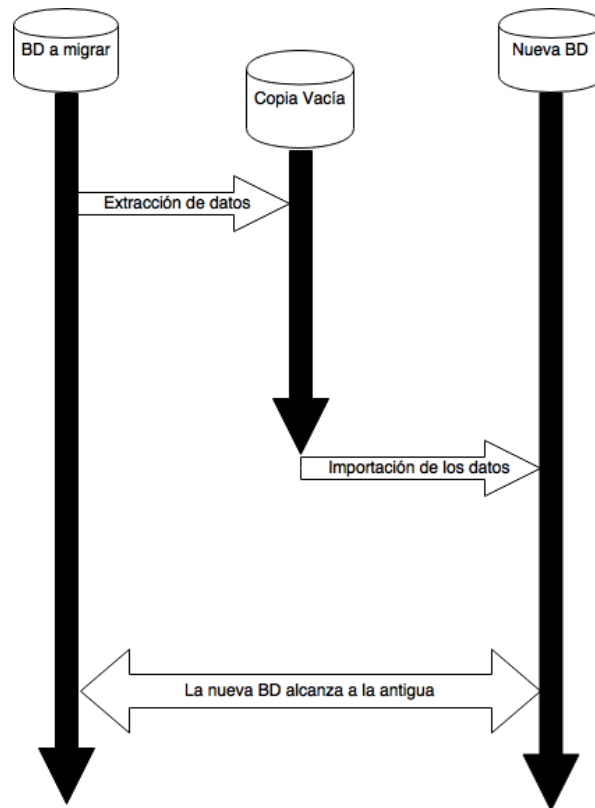 BD a migrar
Nueva BD
Copia Vacía
Extracción de datos
Importación de los datos
La nueva BD alcanza a la antigua